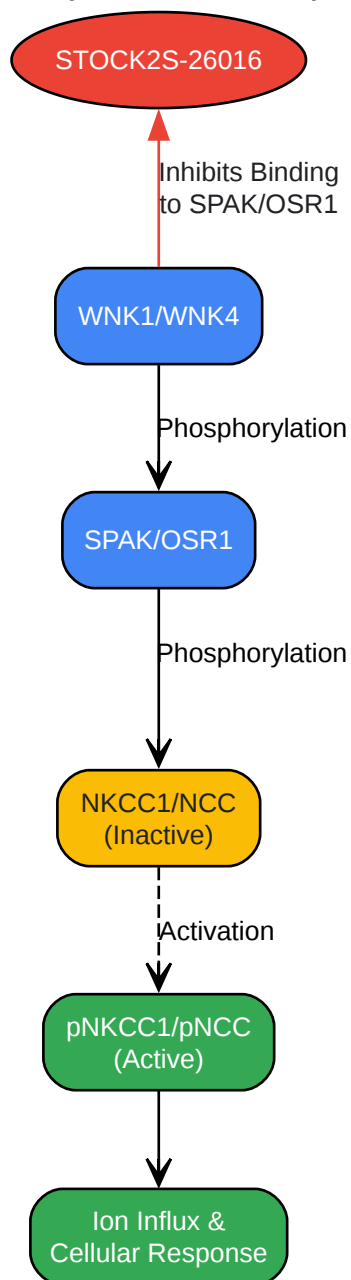 STOCK2S-26016
Inhibits Binding
to SPAK/OSR1
WNK1/WNK4
Phosphorylation
SPAK/OSR1
Phosphorylation
NKCC1/NCC
(Inactive)
Activation
pNKCC1/pNCC
(Active)
Ion Influx &
Cellular Response